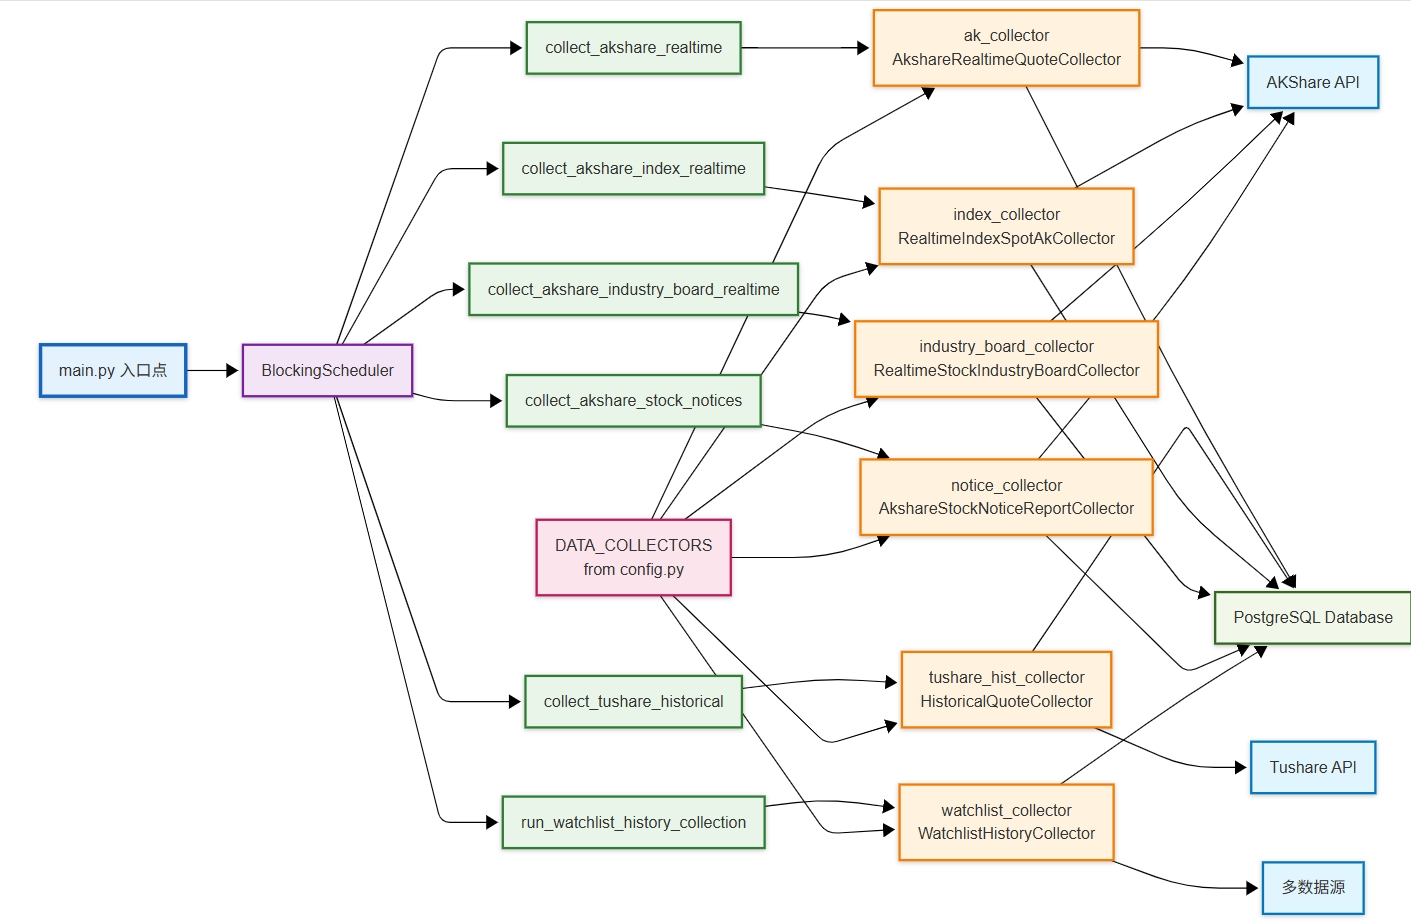 main.py 入口点
BlockingScheduler
collect_akshare_realtime
collect_akshare_index_realtime
collect_akshare_industry_board_realtime
collect_akshare_stock_notices
DATA_COLLECTORS
from config.py
collect_tushare_historical
run_watchlist_history_collection
ak_collector
AkshareRealtimeQuoteCollector
index_collector
RealtimeIndexSpotAkCollector
industry_board_collector
RealtimeStockIndustryBoardCollector
notice_collector
AkshareStockNoticeReportCollector
tushare_hist_collector
HistoricalQuoteCollector
watchlist_collector
WatchlistHistoryCollector
AKShare API
PostgreSQL Database
Tushare API
多数据源